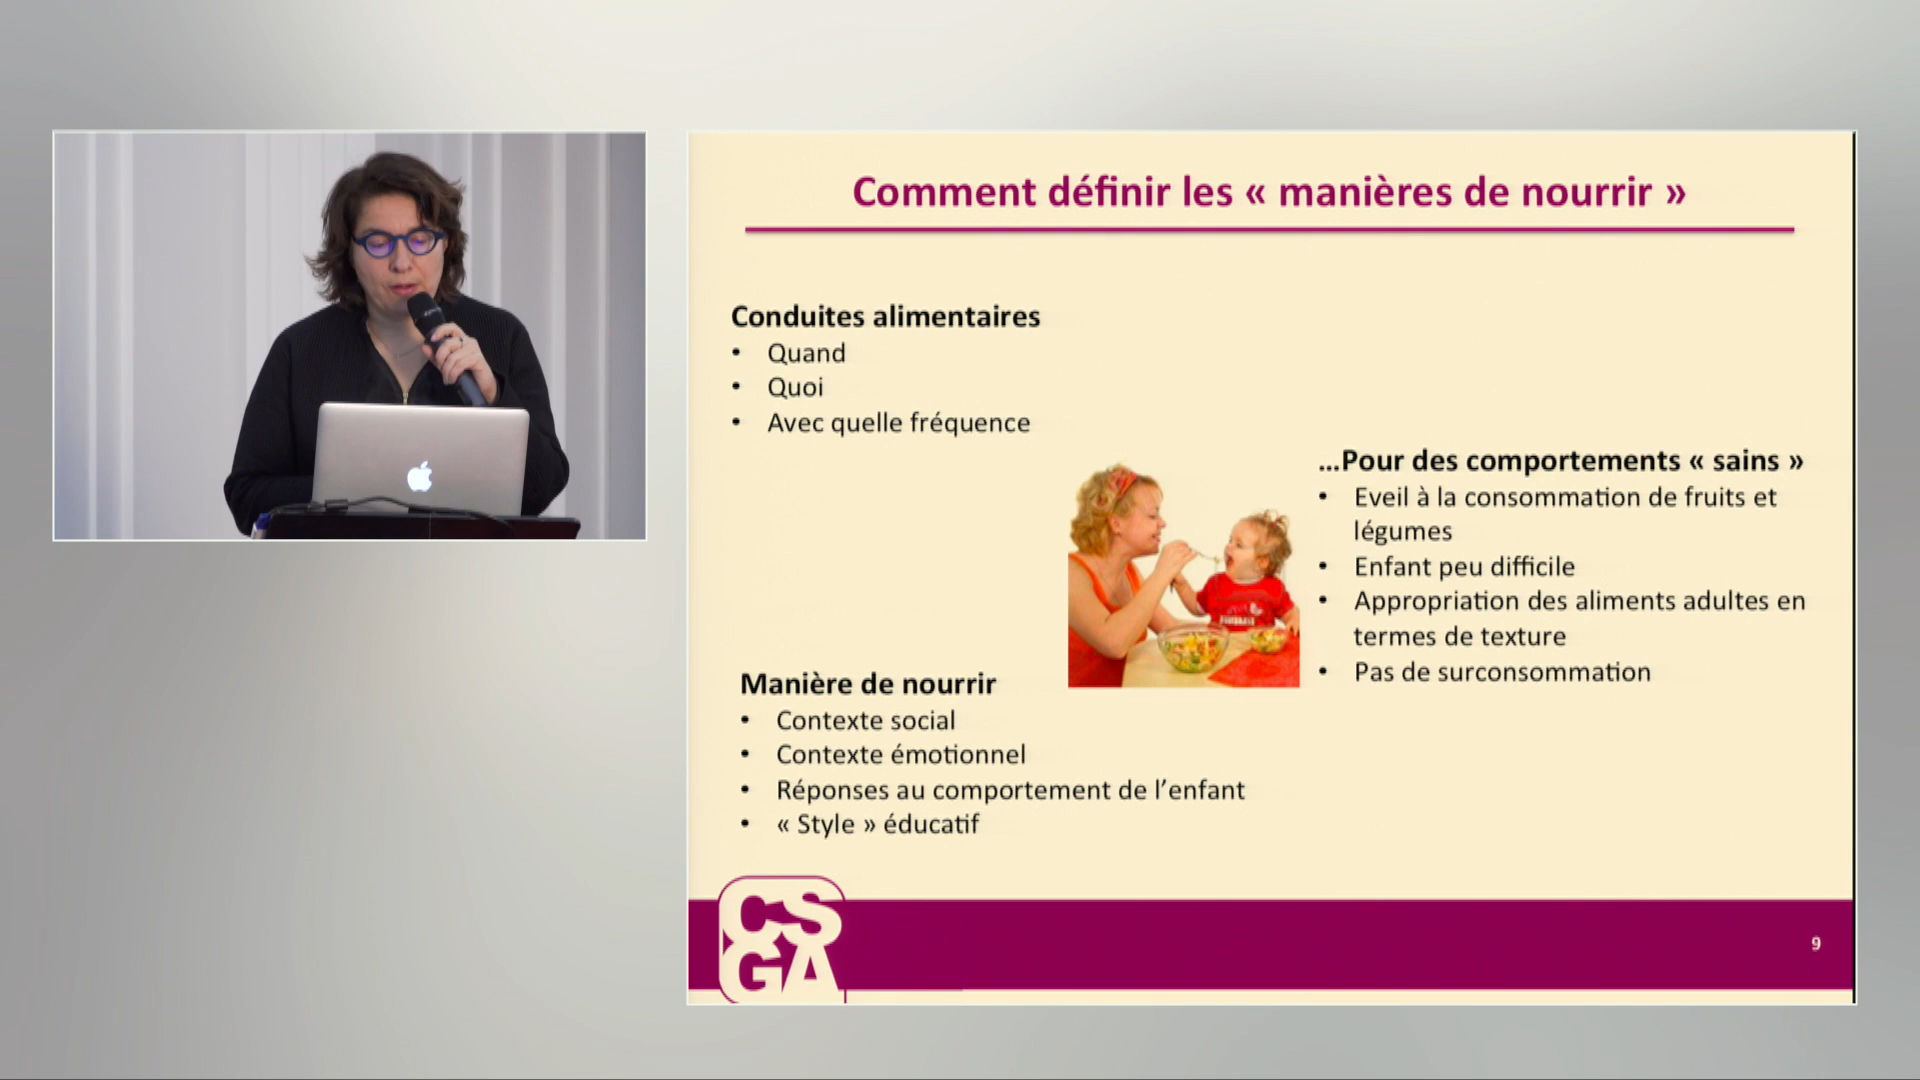 Comment définir les « manières de nourrir »
Conduites alimentaires
• Quand
• Quoi
• Avec quelle fréquence
...Pour des comportements « sains »
• Eveil à la consommation de fruits et
légumes
• Enfant peu difficile
• Appropriation des aliments adultes en
termes de texture
• Pas de surconsommation
Manière de nourrir
• Contexte social
• Contexte émotionnel
• Réponses au comportement de l’enfant
• « Style » éducatif
CS
GA
9